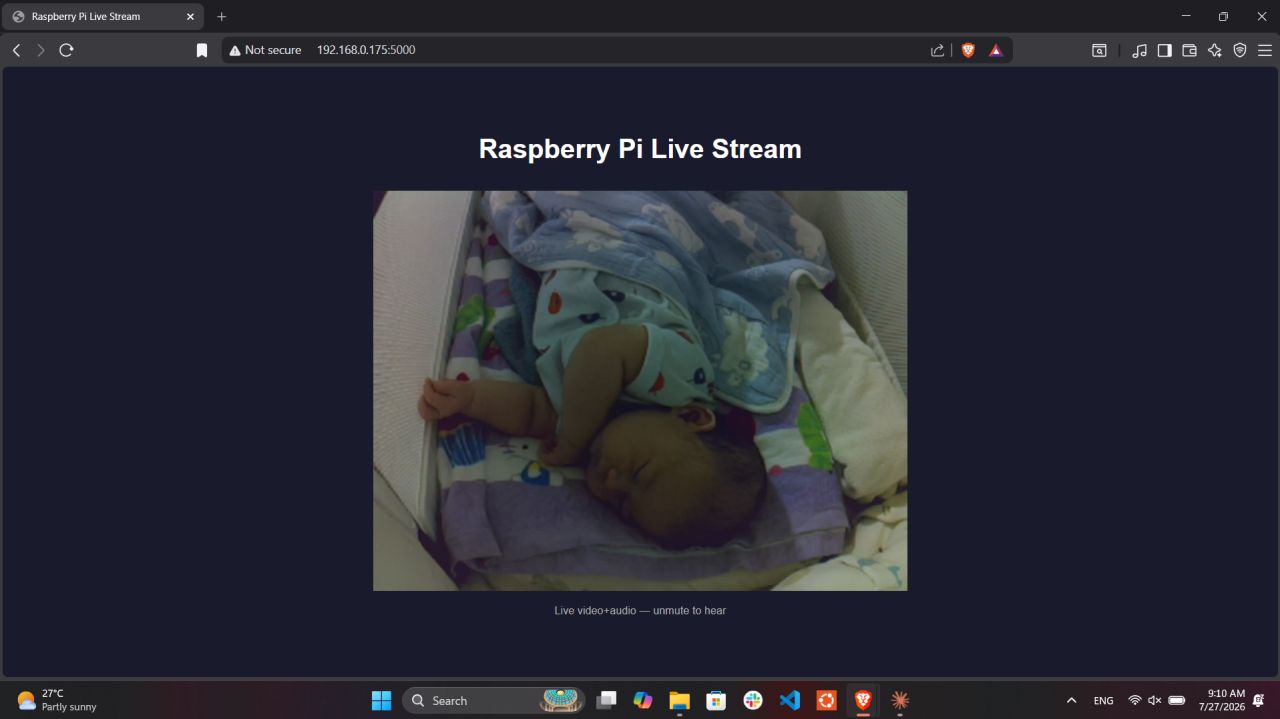 Raspberry Pi Live Stream
Not secure
192.168.0.175:5000
Raspberry Pi Live Stream
Live video+audio — unmute to hear
27°C
Partly sunny
Search
ENG
9:10 AM
7/27/2026